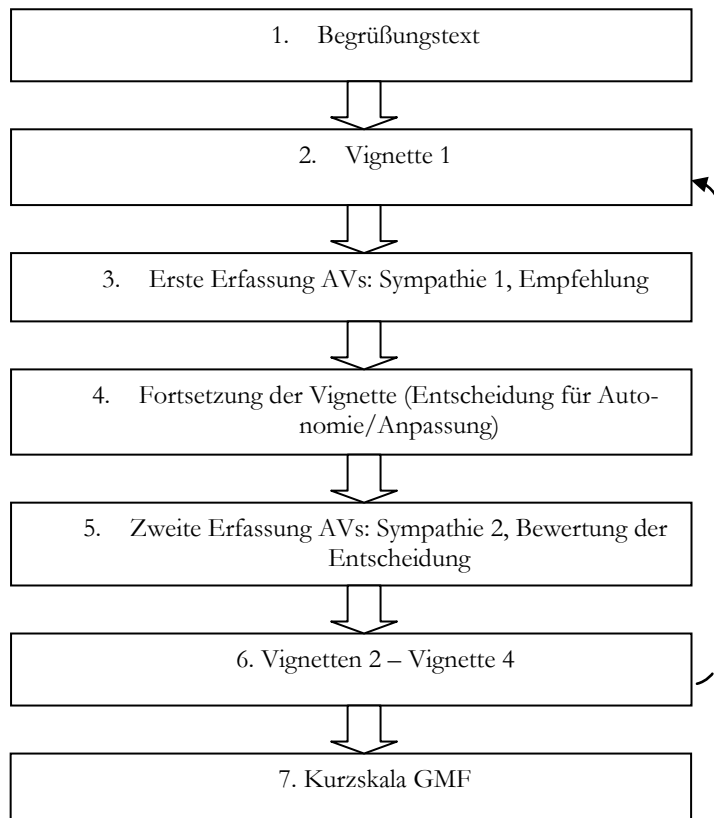 1. Begrüßungstext
2. Vignette 1
3. Erste Erfassung AVs: Sympathie 1, Empfehlung
4. Fortsetzung der Vignette (Entscheidung für Auto-
nomie/Anpassung)
5. Zweite Erfassung AVs: Sympathie 2, Bewertung der
Entscheidung
6. Vignetten 2 – Vignette 4
7. Kurzskala GMF